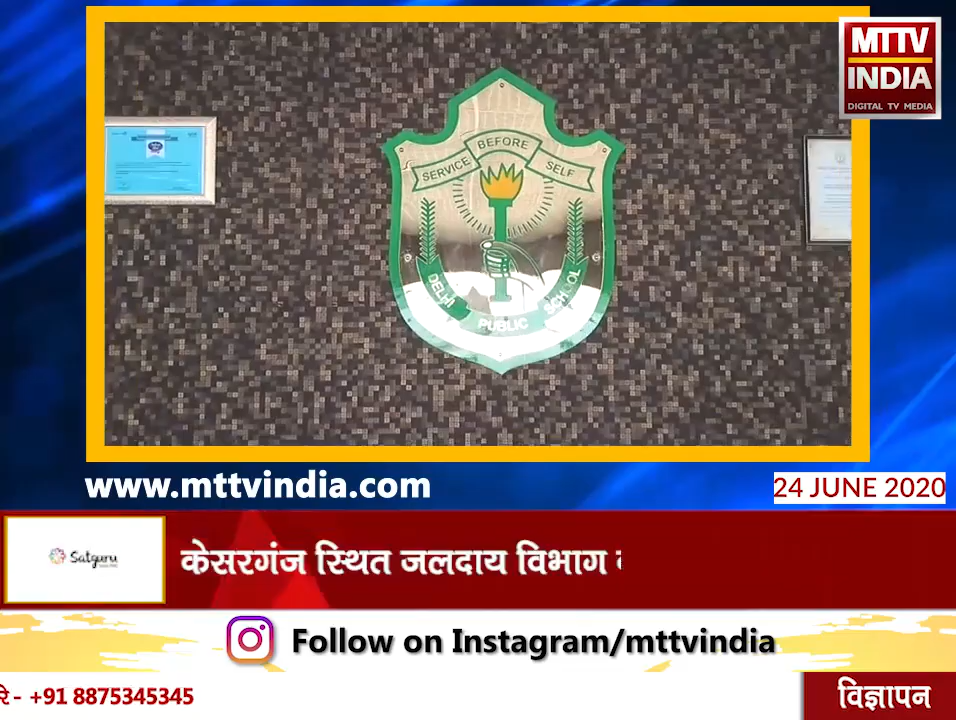 MTTV
INDIA
DIGITAL TV MEDIA
SERVICE BEFORE SELF
DELHI PUBLIC SCHOOL
www.mttvindia.com
24 JUNE 2020
Satguru
केसरगंज स्थित जलदाय विभाग
Follow on Instagram/mttvindia
रे - +91 8875345345
विज्ञापन